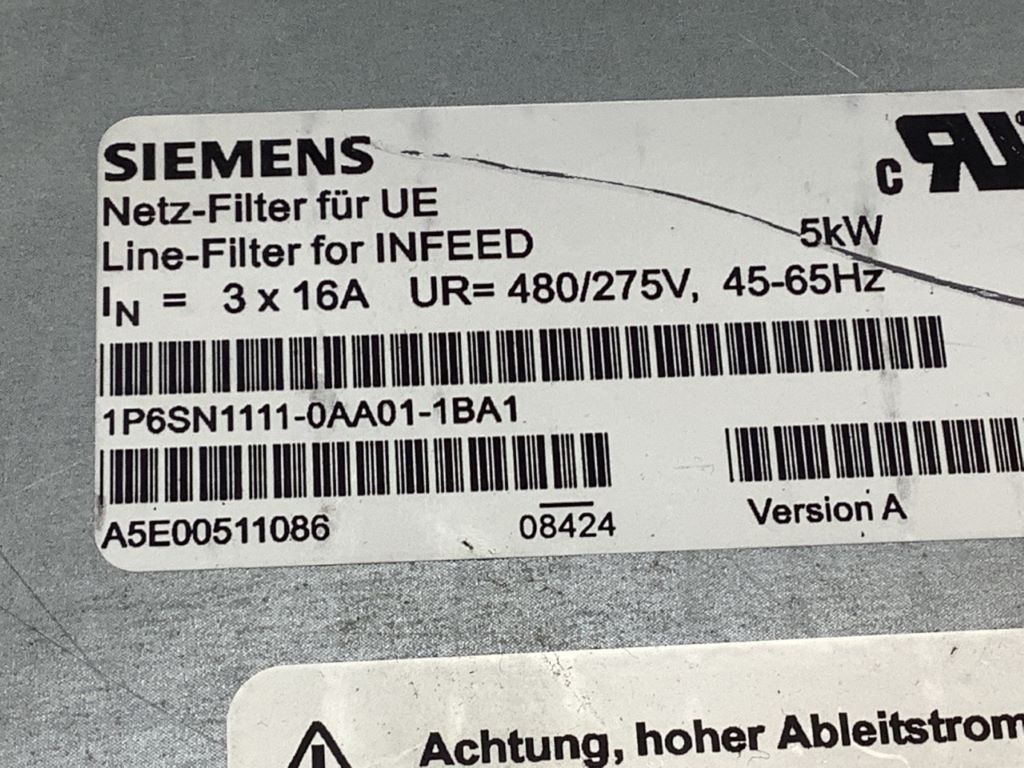 SIEMENS
Netz-Filter für UE
Line-Filter for INFEED
5kW
IN = 3 x 16A UR= 480/275V, 45-65Hz
1P6SN1111-0AA01-1BA1
A5E00511086
08424
Version A
Achtung, hoher Ableitstrom